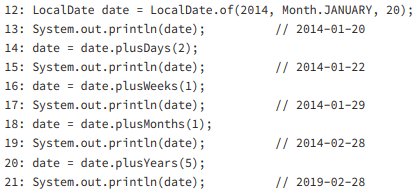 12: LocalDate date = LocalDate.of(2014, Month.JANUARY, 20);
13: System.out.println(date);          // 2014-01-20
14: date = date.plusDays(2);
15: System.out.println(date);          // 2014-01-22
16: date = date.plusWeeks(1);
17: System.out.println(date);          // 2014-01-29
18: date = date.plusMonths(1);
19: System.out.println(date);          // 2014-02-28
20: date = date.plusYears(5);
21: System.out.println(date);          // 2019-02-28